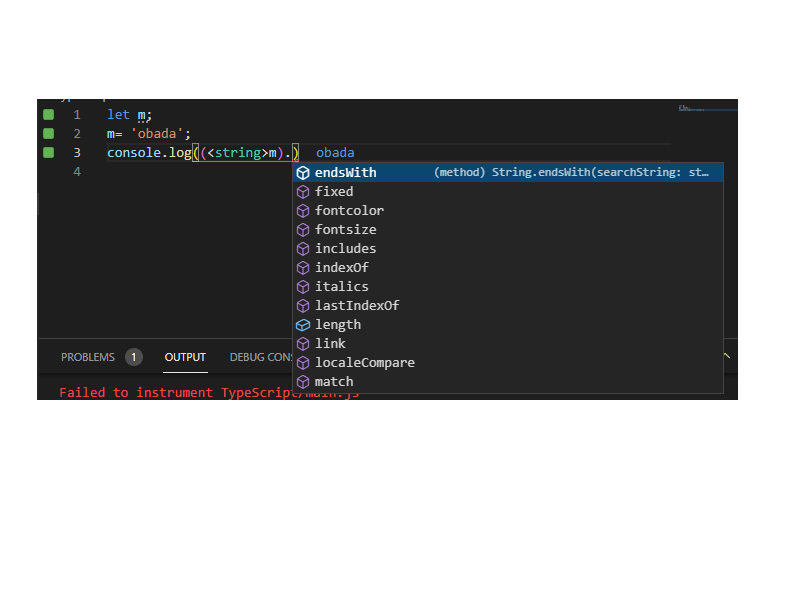 1 let m;
2 m= 'obada';
3 console.log((<string>m).) obada
4
endsWith (method) String.endsWith(searchString: st…
fixed
fontcolor
fontsize
includes
indexOf
italics
lastIndexOf
length
link
localeCompare
match
PROBLEMS 1 OUTPUT DEBUG CONS
Failed to instrument TypeScript/main.js